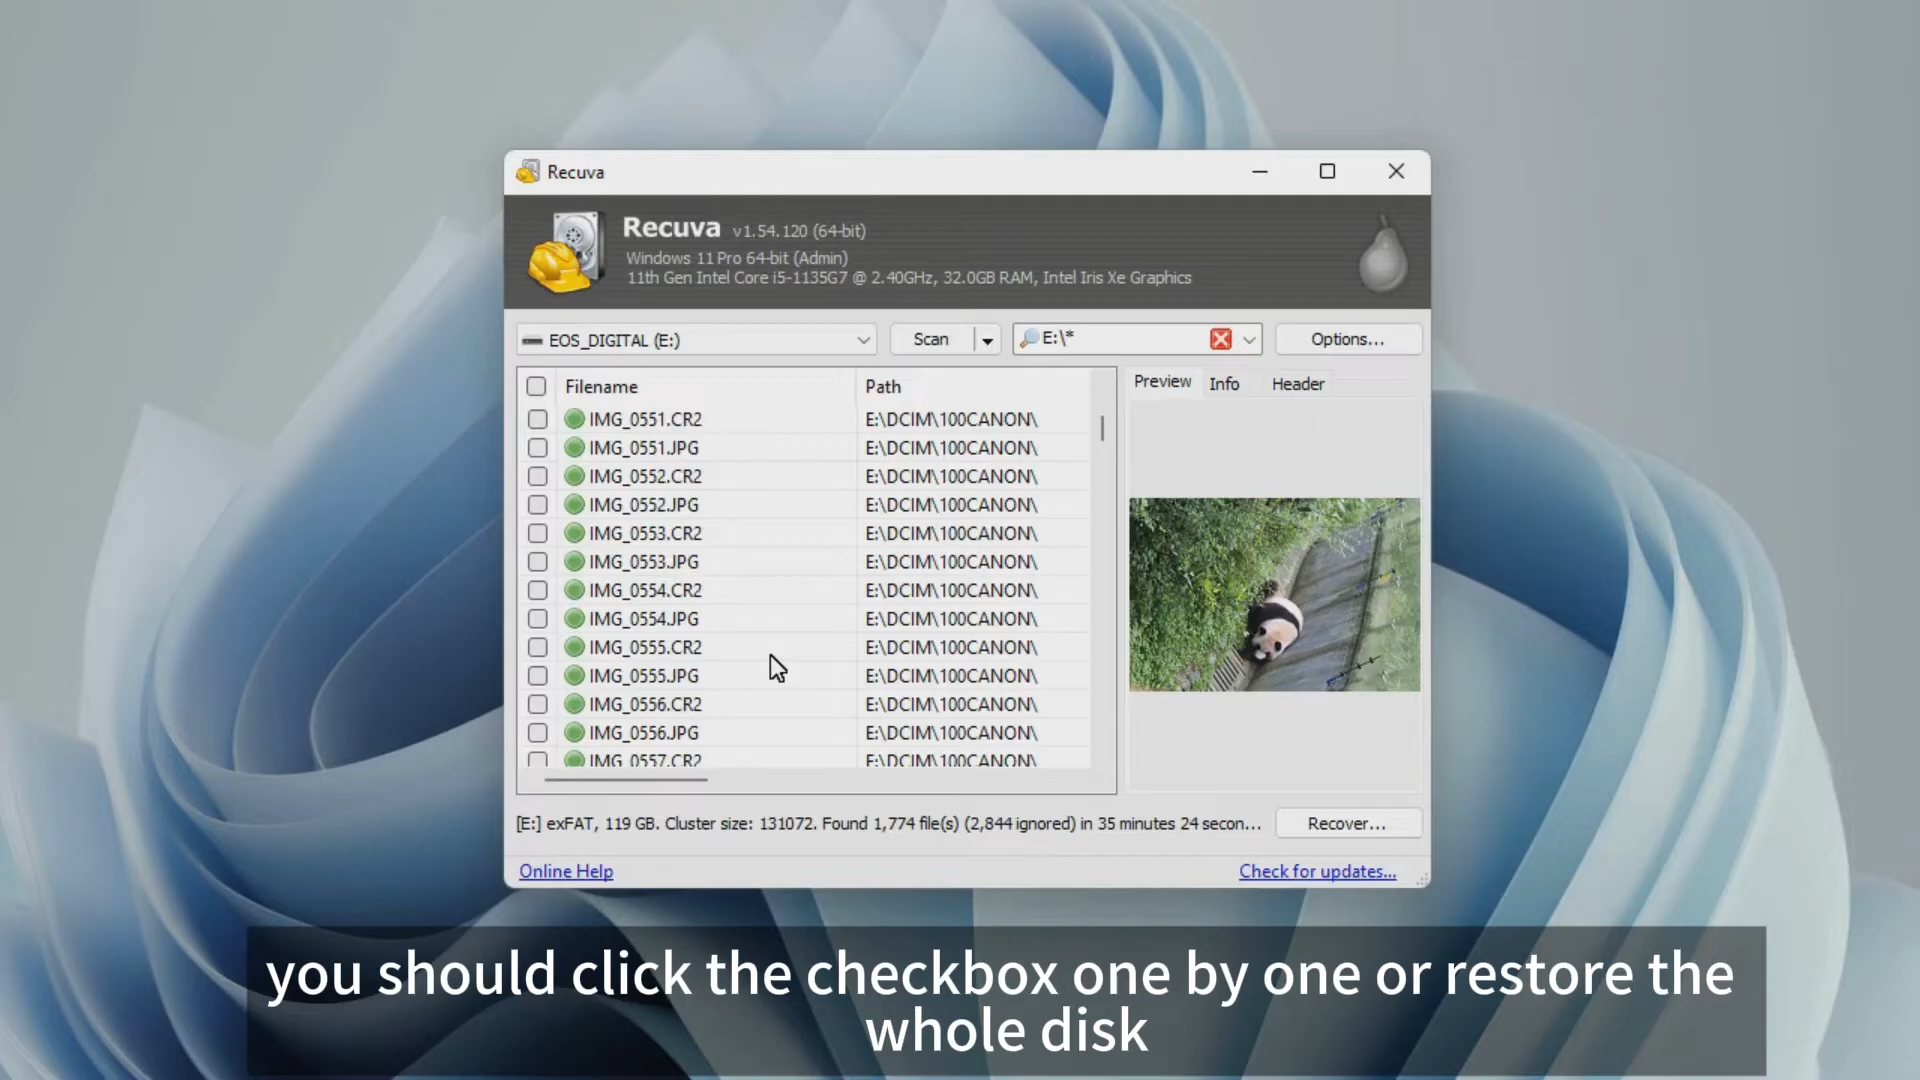 Recuva
Recuva v1.54.120 (64-bit)
Windows 11 Pro 64-bit (Admin)
11th Gen Intel Core i5-1135G7 @ 2.40GHz, 32.0GB RAM, Intel Iris Xe Graphics
EOS_DIGITAL (E:) Scan E:\* Options...
Filename Path Preview Info Header
IMG_0551.CR2 E:\DCIM\100CANON\
IMG_0551.JPG E:\DCIM\100CANON\
IMG_0552.CR2 E:\DCIM\100CANON\
IMG_0552.JPG E:\DCIM\100CANON\
IMG_0553.CR2 E:\DCIM\100CANON\
IMG_0553.JPG E:\DCIM\100CANON\
IMG_0554.CR2 E:\DCIM\100CANON\
IMG_0554.JPG E:\DCIM\100CANON\
IMG_0555.CR2 E:\DCIM\100CANON\
IMG_0555.JPG E:\DCIM\100CANON\
IMG_0556.CR2 E:\DCIM\100CANON\
IMG_0556.JPG E:\DCIM\100CANON\
IMG_0557.CR2 E:\DCIM\100CANON\
[E:] exFAT, 119 GB. Cluster size: 131072. Found 1,774 file(s) (2,844 ignored) in 35 minutes 24 secon... Recover...
Online Help Check for updates...
you should click the checkbox one by one or restore the
whole disk